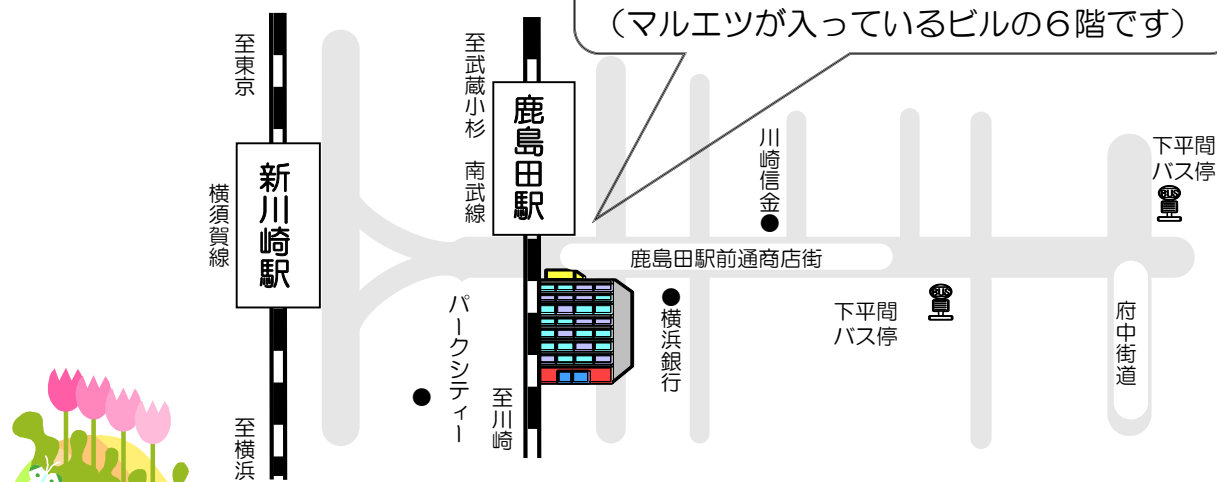 （マルエツが入っているビルの６階です）
至東京
新川崎駅
横須賀線
至横浜
至武蔵小杉　南武線
鹿島田駅
至川崎
パークシティー
川崎信金
鹿島田駅前通商店街
横浜銀行
下平間
バス停
BUS
下平間
バス停
BUS
府中街道